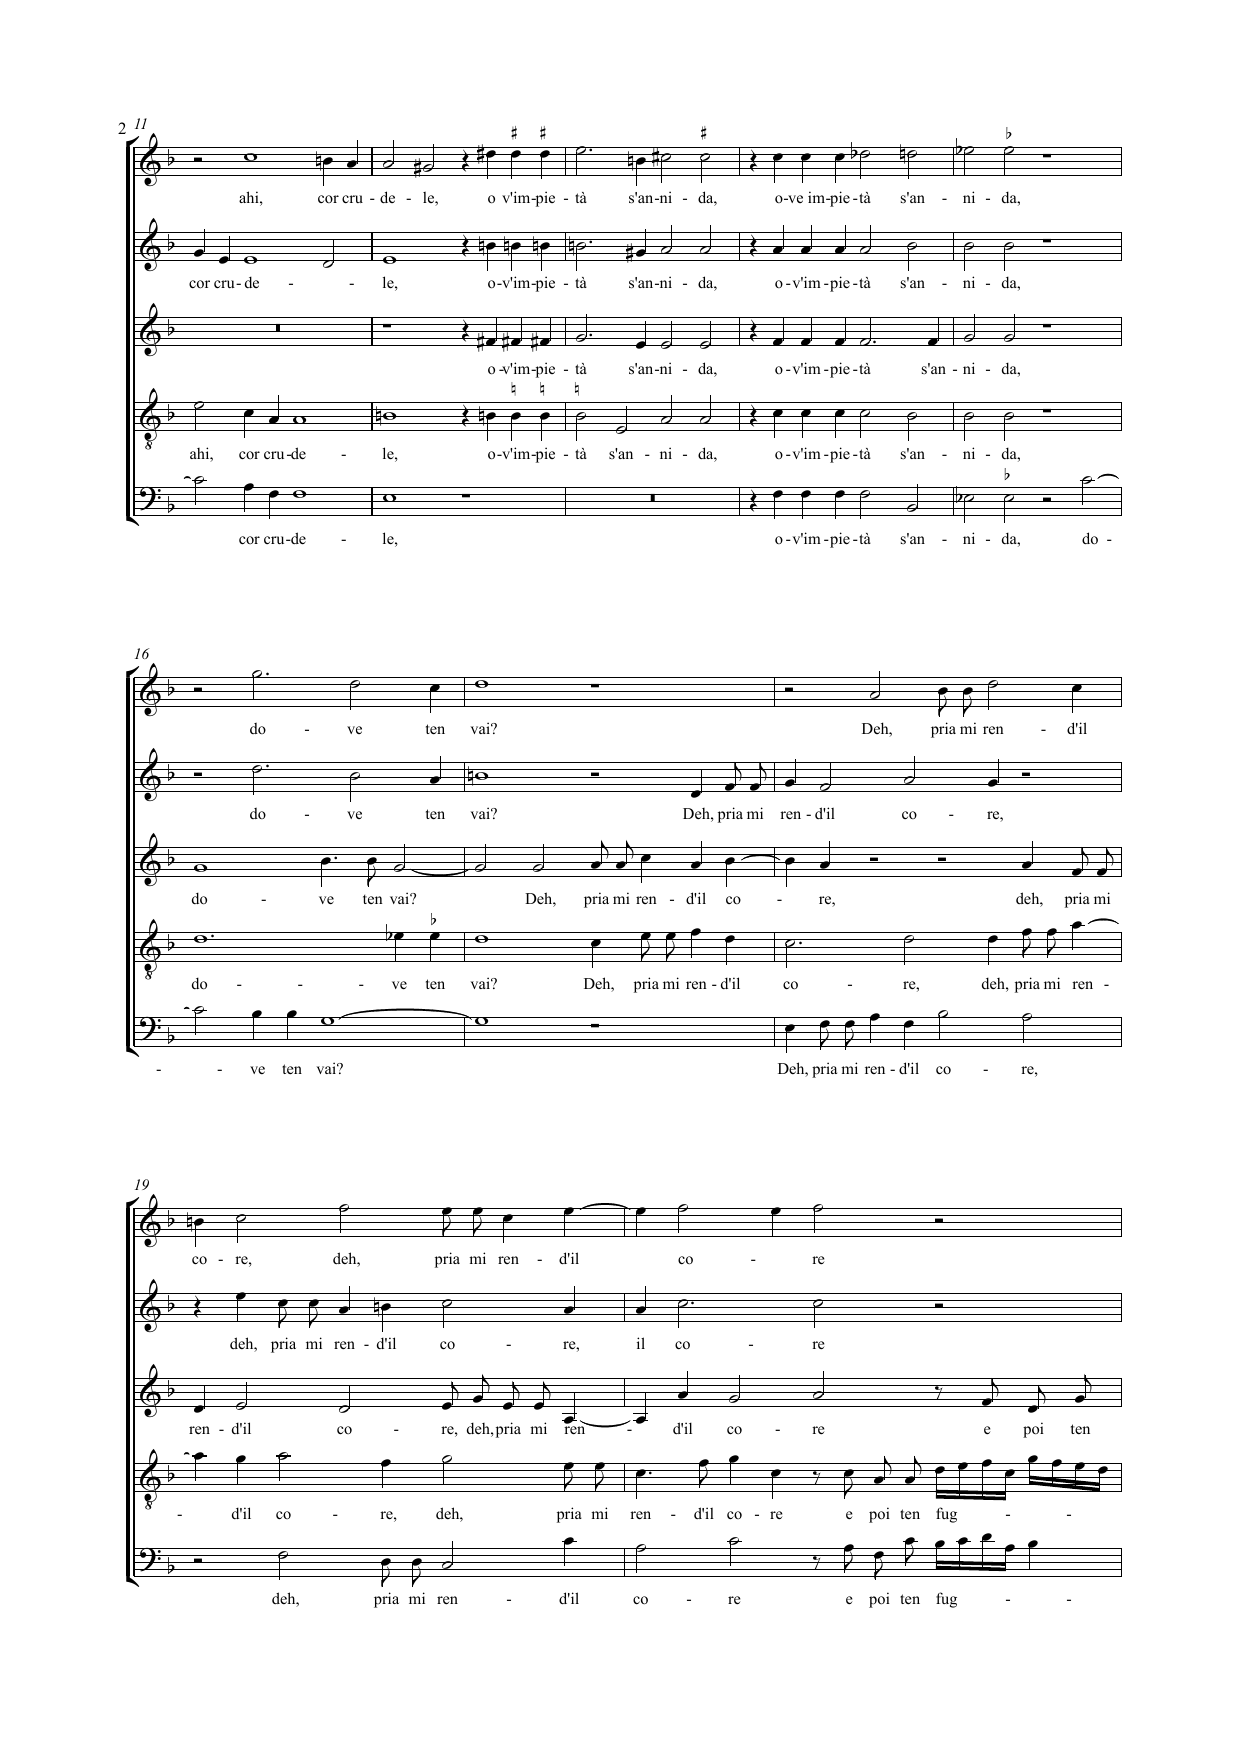 2 11
ahi, cor cru - de - le, o v'im - pie - tà s'an - ni - da, o - ve im - pie - tà s'an - ni - da,
cor cru - de - - le, o - v'im - pie - tà s'an - ni - da, o - v'im - pie - tà s'an - ni - da,
o - v'im - pie - tà s'an - ni - da, o - v'im - pie - tà s'an - ni - da,
ahi, cor cru - de - le, o - v'im - pie - tà s'an - ni - da, o - v'im - pie - tà s'an - ni - da,
cor cru - de - le, o - v'im - pie - tà s'an - ni - da, do -
16
do - ve ten vai? Deh, pria mi ren - d'il
do - ve ten vai? Deh, pria mi ren - d'il co - re,
do - ve ten vai? Deh, pria mi ren - d'il co - re, deh, pria mi
do - - - ve ten vai? Deh, pria mi ren - d'il co - re, deh, pria mi ren -
- - ve ten vai? Deh, pria mi ren - d'il co - re,
19
co - re, deh, pria mi ren - d'il co - re
deh, pria mi ren - d'il co - re, il co - re
ren - d'il co - re, deh, pria mi ren - d'il co - re e poi ten
- d'il co - re, deh, pria mi ren - d'il co - re e poi ten fug - - -
deh, pria mi ren - d'il co - re e poi ten fug - - -